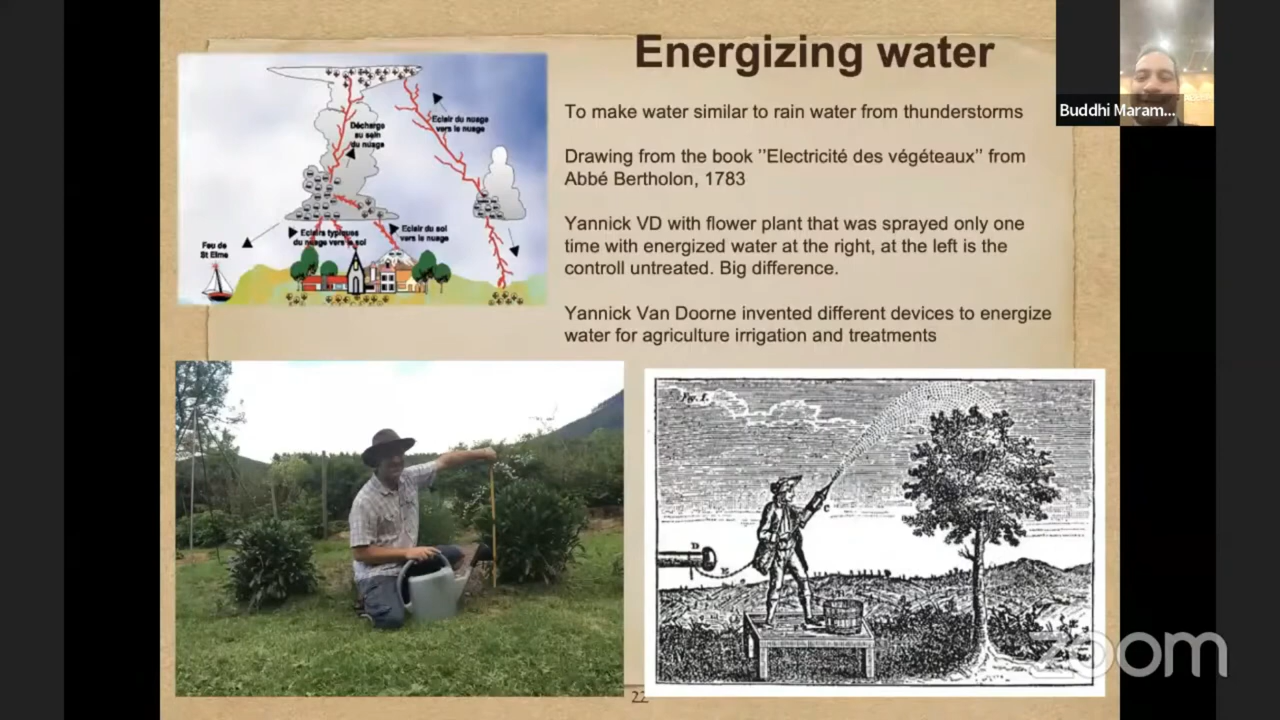 Energizing water
Buddhi Maram...
To make water similar to rain water from thunderstorms
Drawing from the book ''Electricité des végéteaux'' from
Abbé Bertholon, 1783
Yannick VD with flower plant that was sprayed only one
time with energized water at the right, at the left is the
controll untreated. Big difference.
Yannick Van Doorne invented different devices to energize
water for agriculture irrigation and treatments
Décharge
au sein
du nuage
Eclair du nuage
vers le nuage
Eclairs typiques
du nuage vers le sol
Eclair du sol
vers le nuage
Feu de
St Elme
Fig. 1.
C
D
E
22
zoom